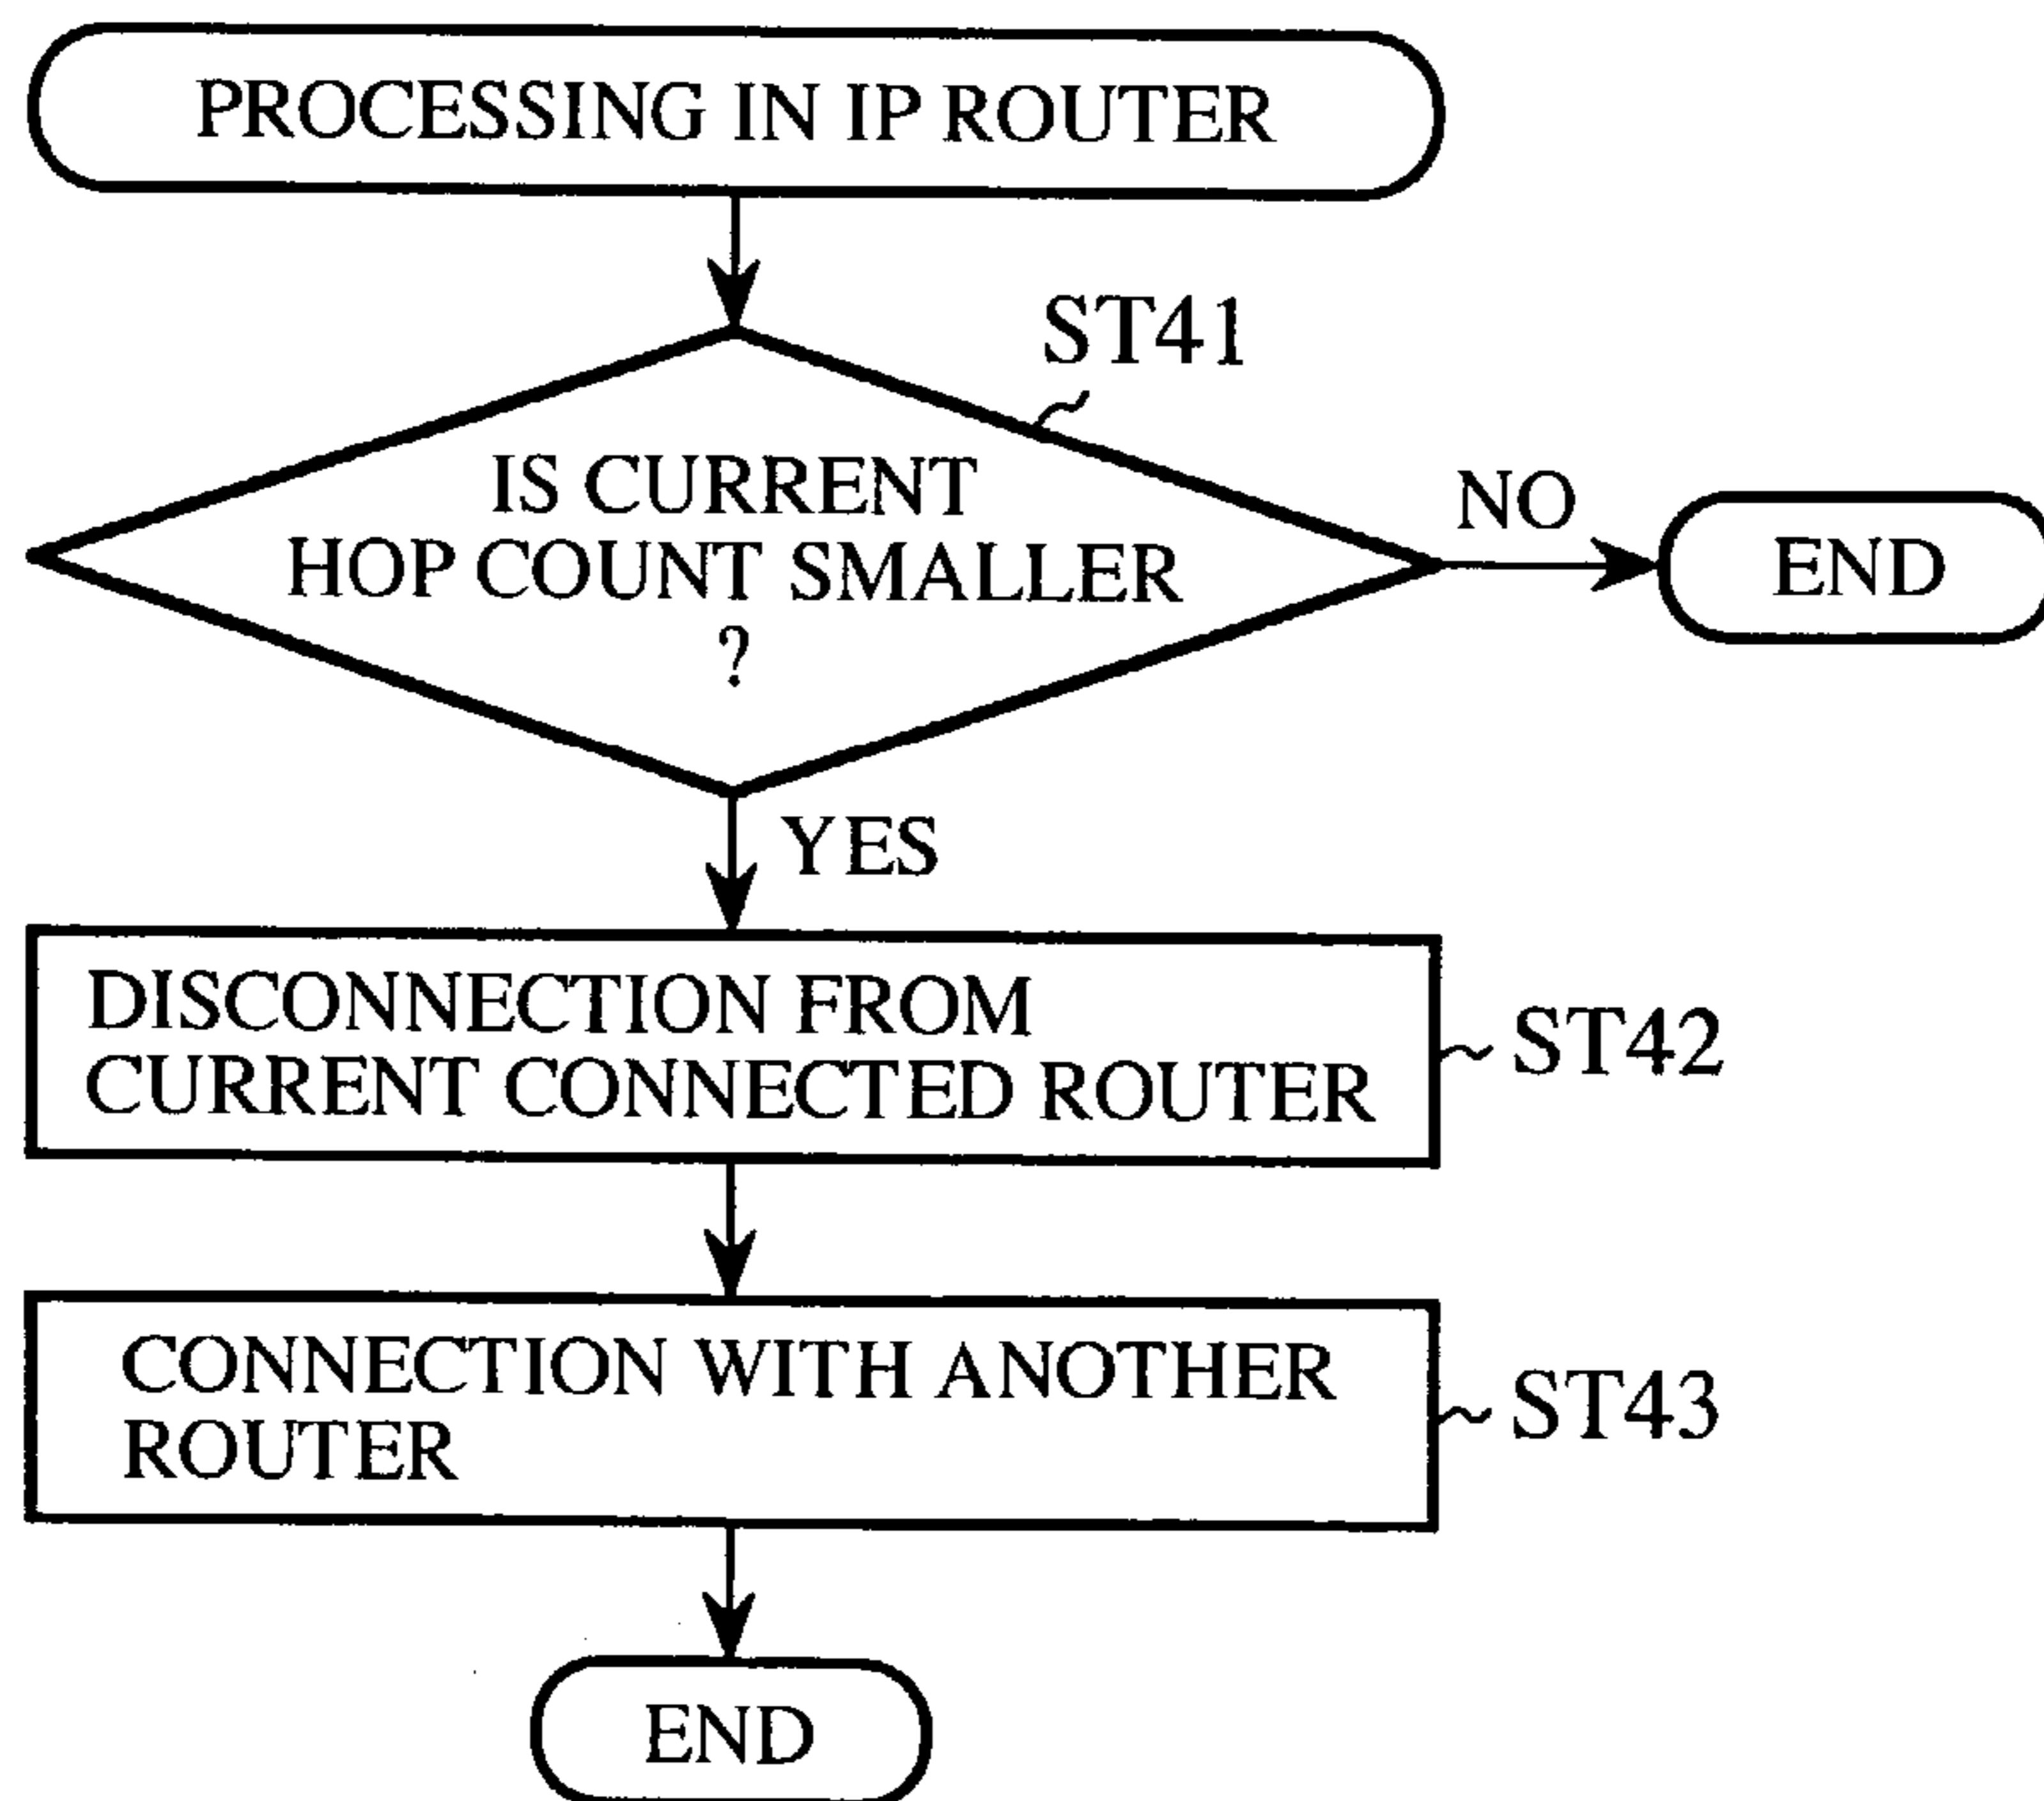 PROCESSING IN IP ROUTER
ST41
IS CURRENT
HOP COUNT SMALLER
?
NO
END
YES
DISCONNECTION FROM
CURRENT CONNECTED ROUTER
ST42
CONNECTION WITH ANOTHER
ROUTER
ST43
END